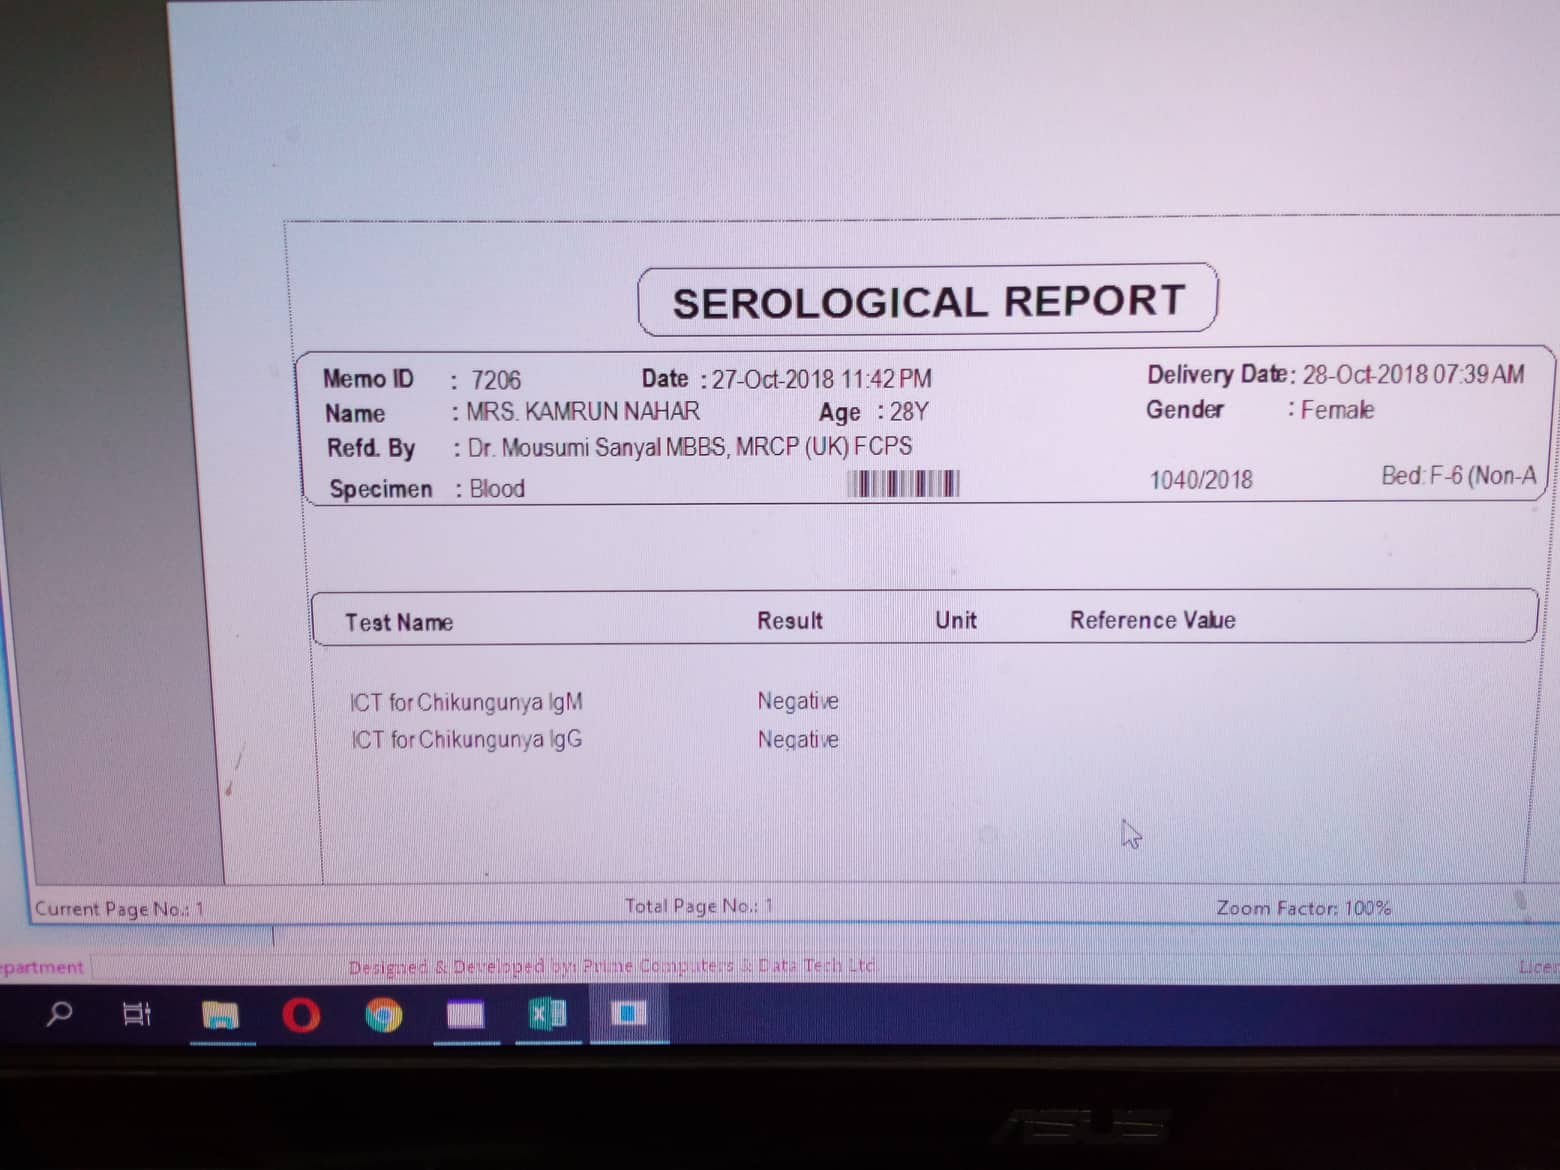 SEROLOGICAL REPORT
Memo ID : 7206 Date : 27-Oct-2018 11:42 PM Delivery Date: 28-Oct-2018 07:39 AM
Name : MRS. KAMRUN NAHAR Age : 28Y Gender : Female
Refd. By : Dr. Mousumi Sanyal MBBS, MRCP (UK) FCPS
Specimen : Blood 1040/2018 Bed: F-6 (Non-A
Test Name Result Unit Reference Value
ICT for Chikungunya IgM Negative
ICT for Chikungunya IgG Negative
Current Page No.: 1 Total Page No.: 1 Zoom Factor: 100%
epartment Designed & Developed by: Prime Computers & Data Tech Ltd. Licen
ASUS